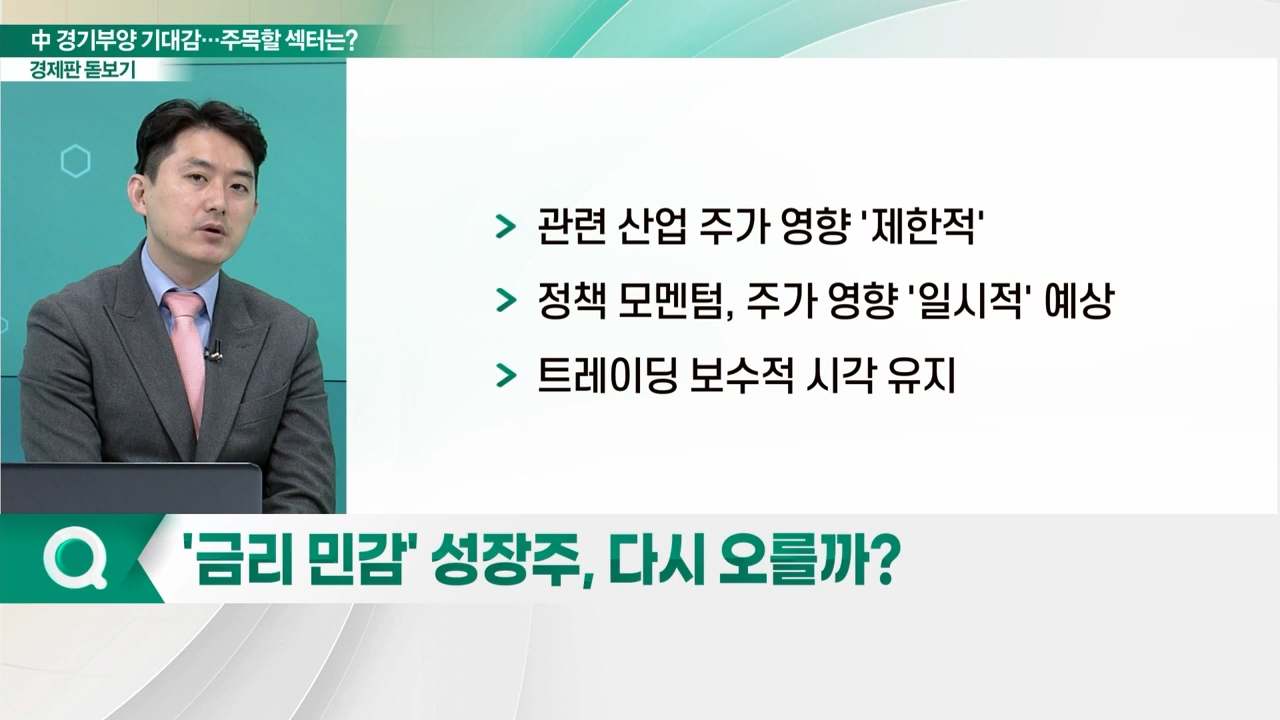 中 경기부양 기대감…주목할 섹터는?
경제판 돋보기
> 관련 산업 주가 영향 '제한적'
> 정책 모멘텀, 주가 영향 '일시적' 예상
> 트레이딩 보수적 시각 유지
Q '금리 민감' 성장주, 다시 오를까?